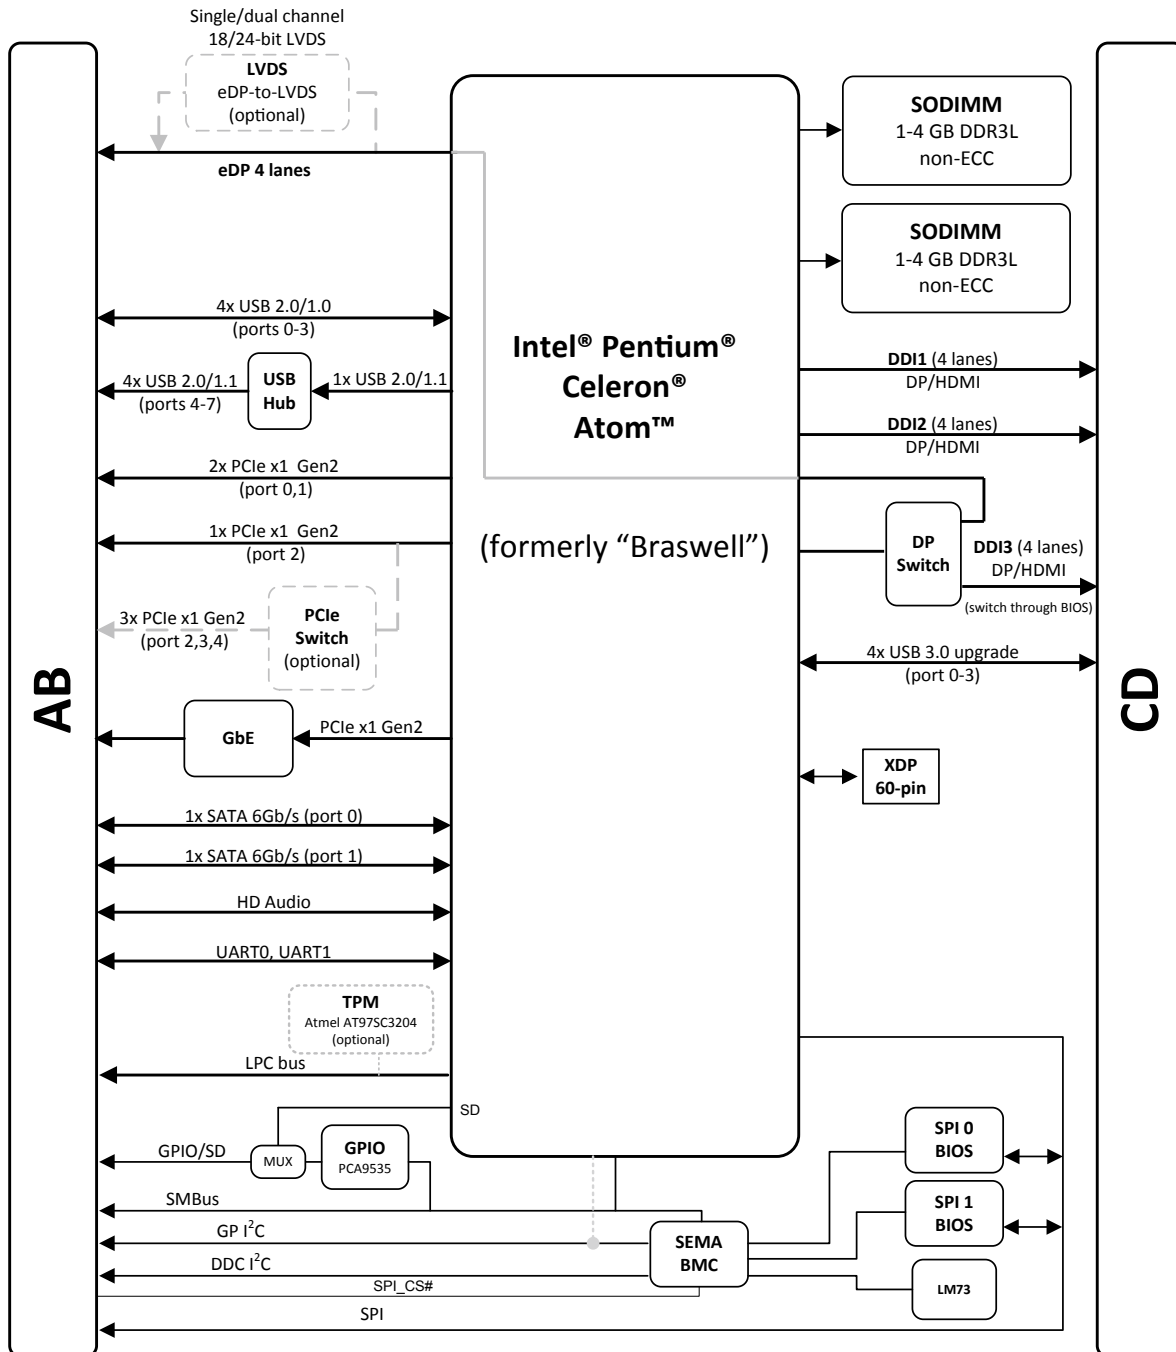 Single/dual channel
18/24-bit LVDS
LVDS
eDP-to-LVDS
(optional)
eDP 4 lanes
4x USB 2.0/1.0
(ports 0-3)
4x USB 2.0/1.1
(ports 4-7)
USB
Hub
1x USB 2.0/1.1
2x PCIe x1 Gen2
(port 0,1)
1x PCIe x1 Gen2
(port 2)
3x PCIe x1 Gen2
(port 2,3,4)
PCIe
Switch
(optional)
AB
GbE
PCIe x1 Gen2
1x SATA 6Gb/s (port 0)
1x SATA 6Gb/s (port 1)
HD Audio
UART0, UART1
TPM
Atmel AT97SC3204
(optional)
LPC bus
SD
GPIO/SD
MUX
GPIO
PCA9535
SMBus
GP I²C
DDC I²C
SPI_CS#
SPI
Intel® Pentium®
Celeron®
Atom™
(formerly “Braswell”)
SEMA
BMC
SODIMM
1-4 GB DDR3L
non-ECC
SODIMM
1-4 GB DDR3L
non-ECC
DDI1 (4 lanes)
DP/HDMI
DDI2 (4 lanes)
DP/HDMI
DP
Switch
DDI3 (4 lanes)
DP/HDMI
(switch through BIOS)
4x USB 3.0 upgrade
(port 0-3)
CD
XDP
60-pin
SPI 0
BIOS
SPI 1
BIOS
LM73